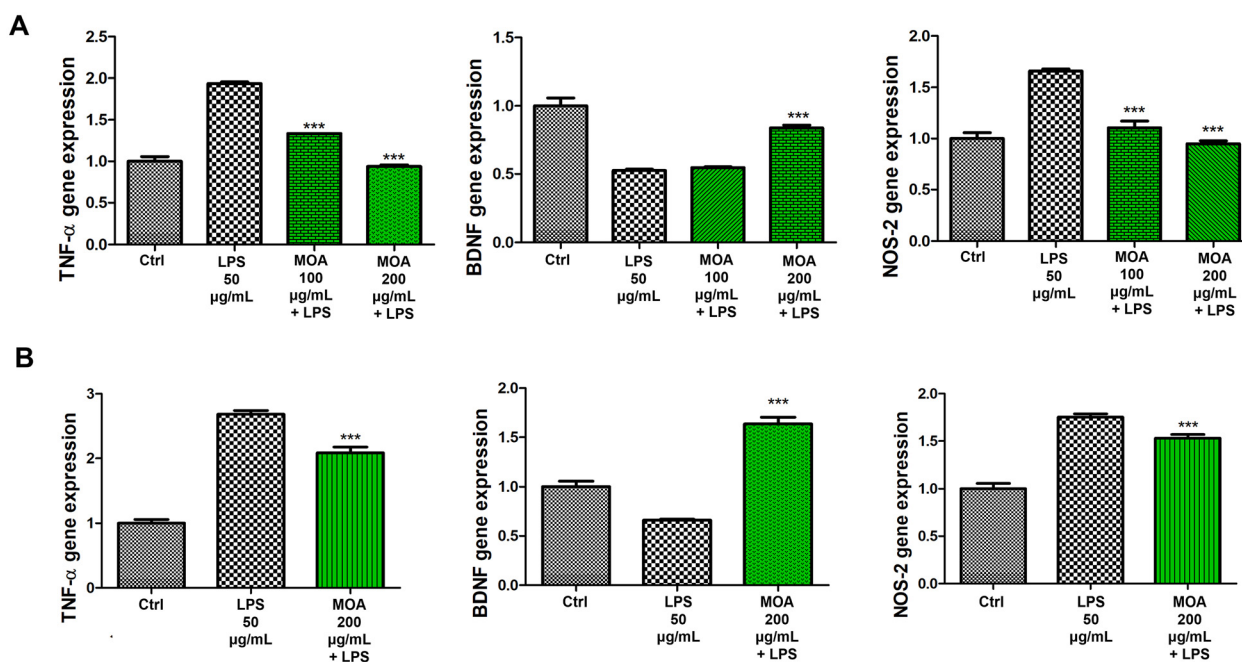 A
TNF-α gene expression
2.5
2.0
1.5
1.0
0.5
0.0
Ctrl
LPS
50
µg/mL
***
MOA
100
µg/mL
+ LPS
***
MOA
200
µg/mL
+ LPS
BDNF gene expression
1.5
1.0
0.5
0.0
Ctrl
LPS
50
µg/mL
MOA
100
µg/mL
+ LPS
***
MOA
200
µg/mL
+ LPS
NOS-2 gene expression
2.0
1.5
1.0
0.5
0.0
Ctrl
LPS
50
µg/mL
***
MOA
100
µg/mL
+ LPS
***
MOA
200
µg/mL
+ LPS
B
TNF-α gene expression
3
2
1
0
Ctrl
LPS
50
µg/mL
***
MOA
200
µg/mL
+ LPS
BDNF gene expression
2.0
1.5
1.0
0.5
0.0
Ctrl
LPS
50
µg/mL
***
MOA
200
µg/mL
+ LPS
NOS-2 gene expression
2.0
1.5
1.0
0.5
0.0
Ctrl
LPS
50
µg/mL
***
MOA
200
µg/mL
+ LPS